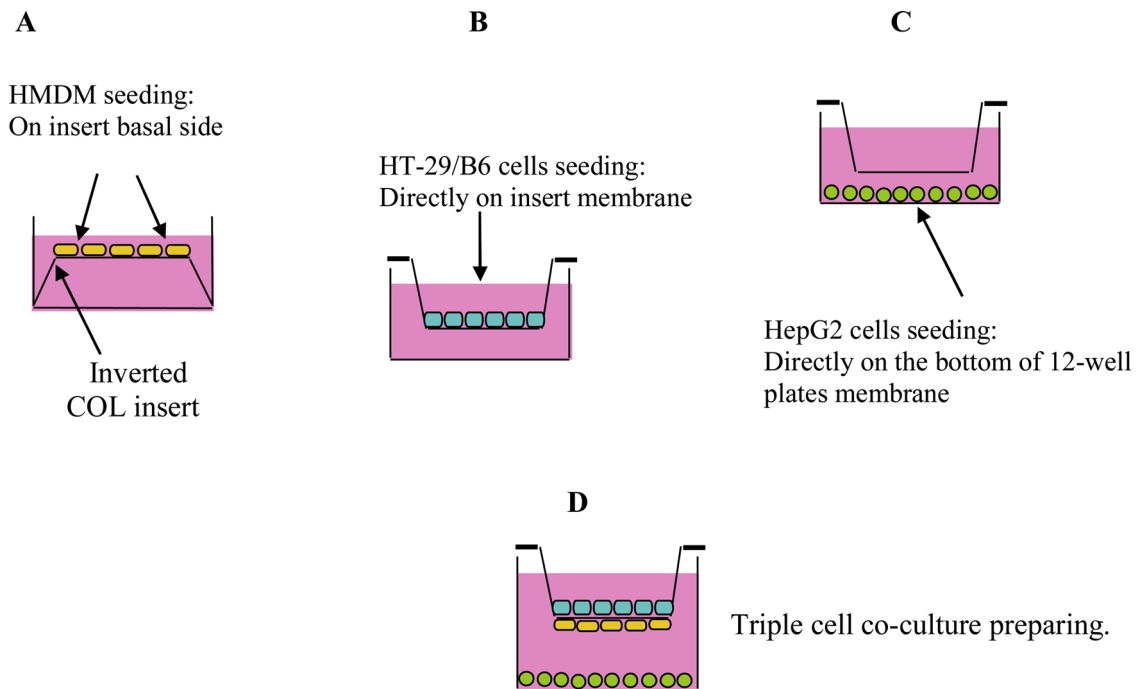 A
HMDM seeding:
On insert basal side
Inverted
COL insert
B
HT-29/B6 cells seeding:
Directly on insert membrane
C
HepG2 cells seeding:
Directly on the bottom of 12-well
plates membrane
D
Triple cell co-culture preparing.